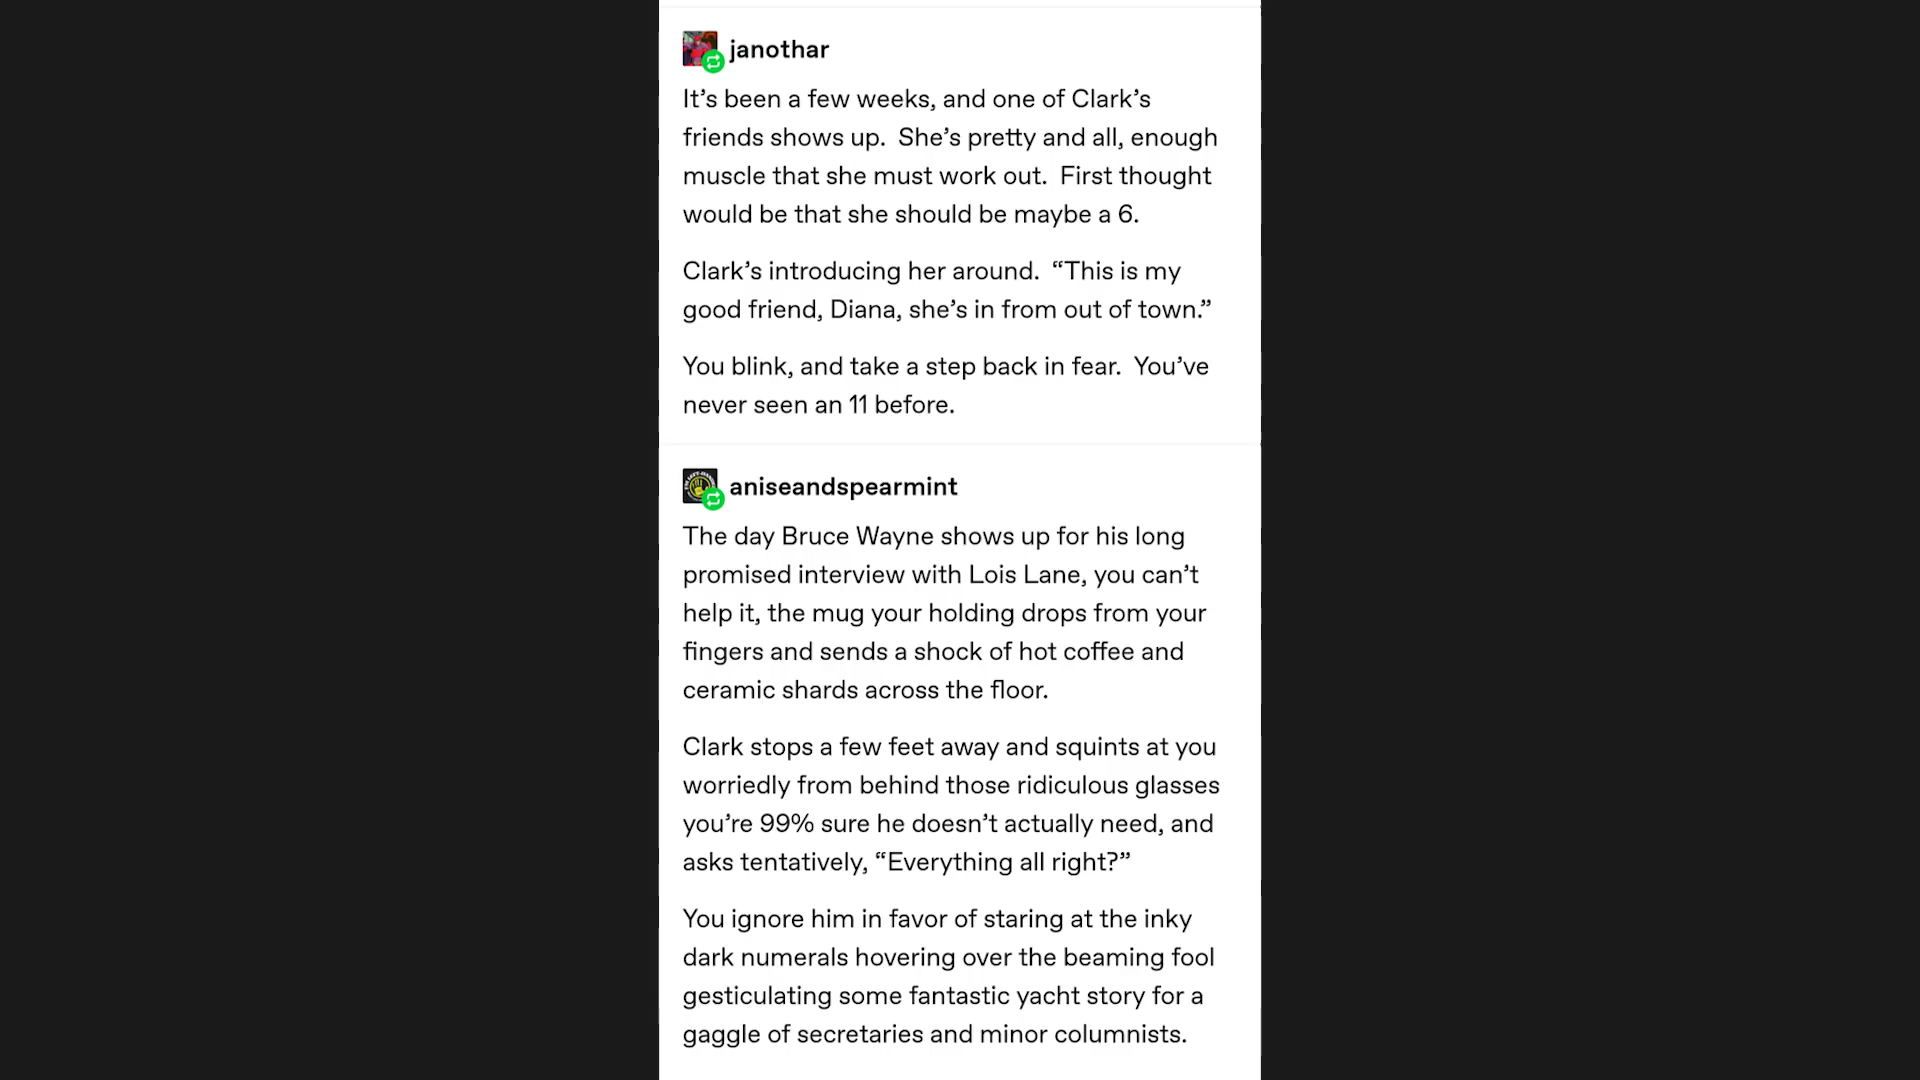 janothar
It’s been a few weeks, and one of Clark’s
friends shows up.  She’s pretty and all, enough
muscle that she must work out.  First thought
would be that she should be maybe a 6.
Clark’s introducing her around.  “This is my
good friend, Diana, she’s in from out of town.”
You blink, and take a step back in fear.  You’ve
never seen an 11 before.
aniseandspearmint
The day Bruce Wayne shows up for his long
promised interview with Lois Lane, you can’t
help it, the mug your holding drops from your
fingers and sends a shock of hot coffee and
ceramic shards across the floor.
Clark stops a few feet away and squints at you
worriedly from behind those ridiculous glasses
you’re 99% sure he doesn’t actually need, and
asks tentatively, “Everything all right?”
You ignore him in favor of staring at the inky
dark numerals hovering over the beaming fool
gesticulating some fantastic yacht story for a
gaggle of secretaries and minor columnists.